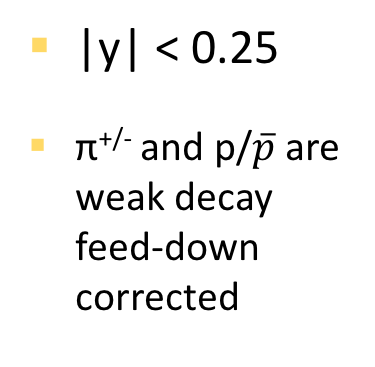 ▪ |y| < 0.25
▪ π⁺/⁻ and p/p̄ are
weak decay
feed-down
corrected